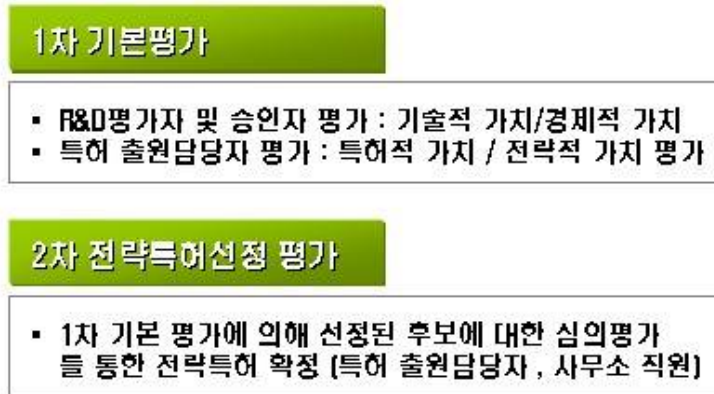 1차 기본평가
▪ R&D평가자 및 승인자 평가 : 기술적 가치/경제적 가치
▪ 특허 출원담당자 평가 : 특허적 가치 / 전략적 가치 평가
2차 전략특허선정 평가
▪ 1차 기본 평가에 의해 선정된 후보에 대한 심의평가
를 통한 전략특허 확정 (특허 출원담당자 , 사무소 직원)